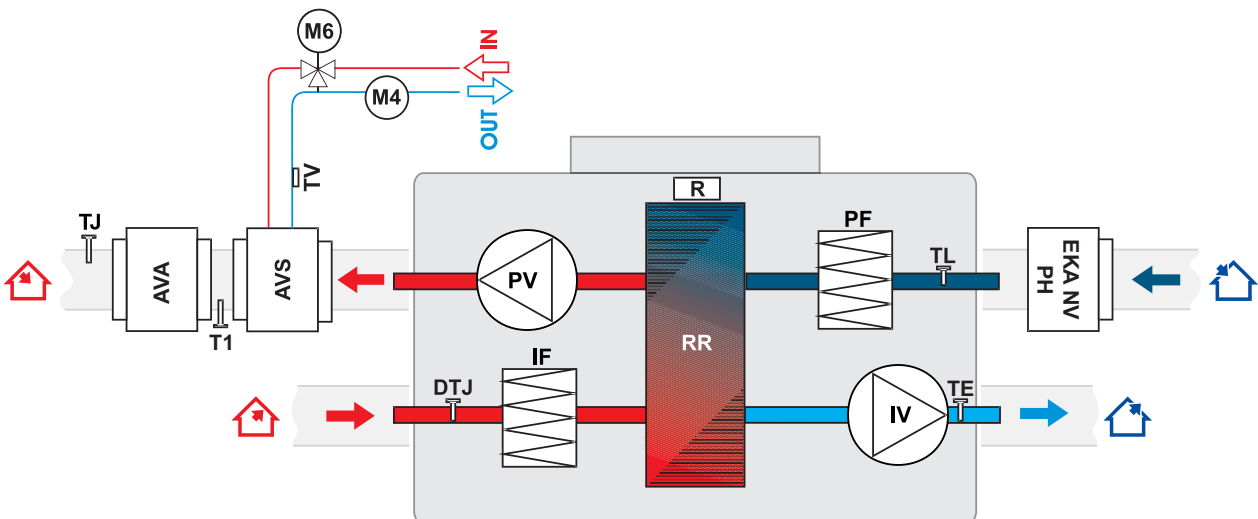 M6
IN
M4
OUT
TV
R
TJ
PF
AVA
AVS
PV
TL
EKA NV
PH
T1
RR
IF
DTJ
IV
TE